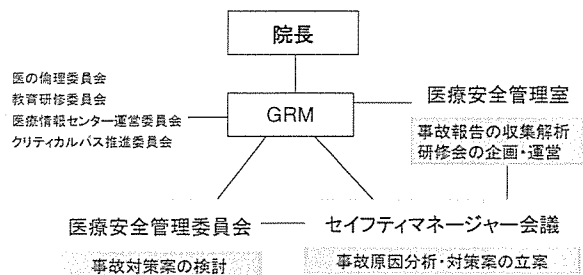 院長
医の倫理委員会
教育研修委員会
医療情報センター運営委員会
クリティカルパス推進委員会
GRM
医療安全管理室
事故報告の収集解析
研修会の企画・運営
医療安全管理委員会
事故対策案の検討
セイフティマネージャー会議
事故原因分析・対策案の立案